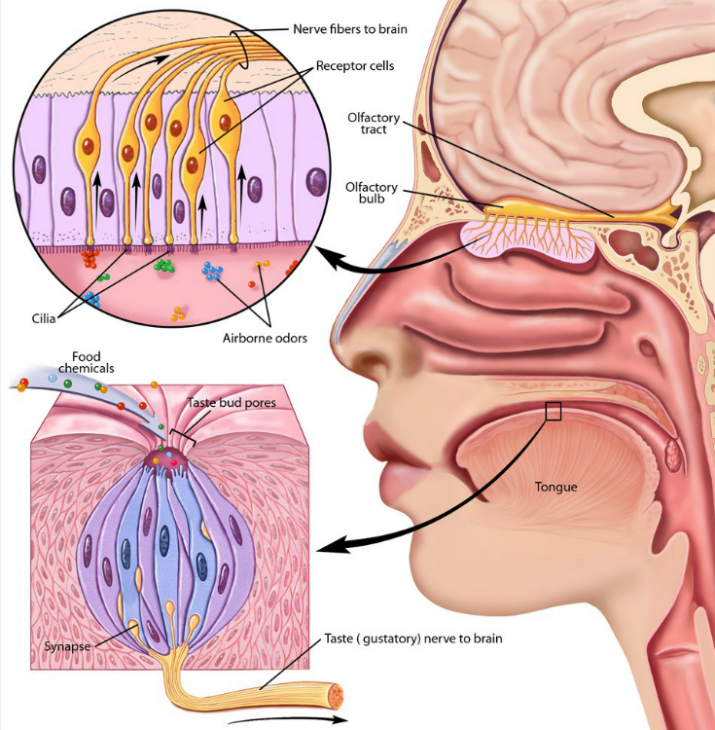 Nerve fibers to brain
Receptor cells
Olfactory
tract
Olfactory
bulb
Cilia
Airborne odors
Food
chemicals
Taste bud pores
Tongue
Synapse
Taste ( gustatory) nerve to brain